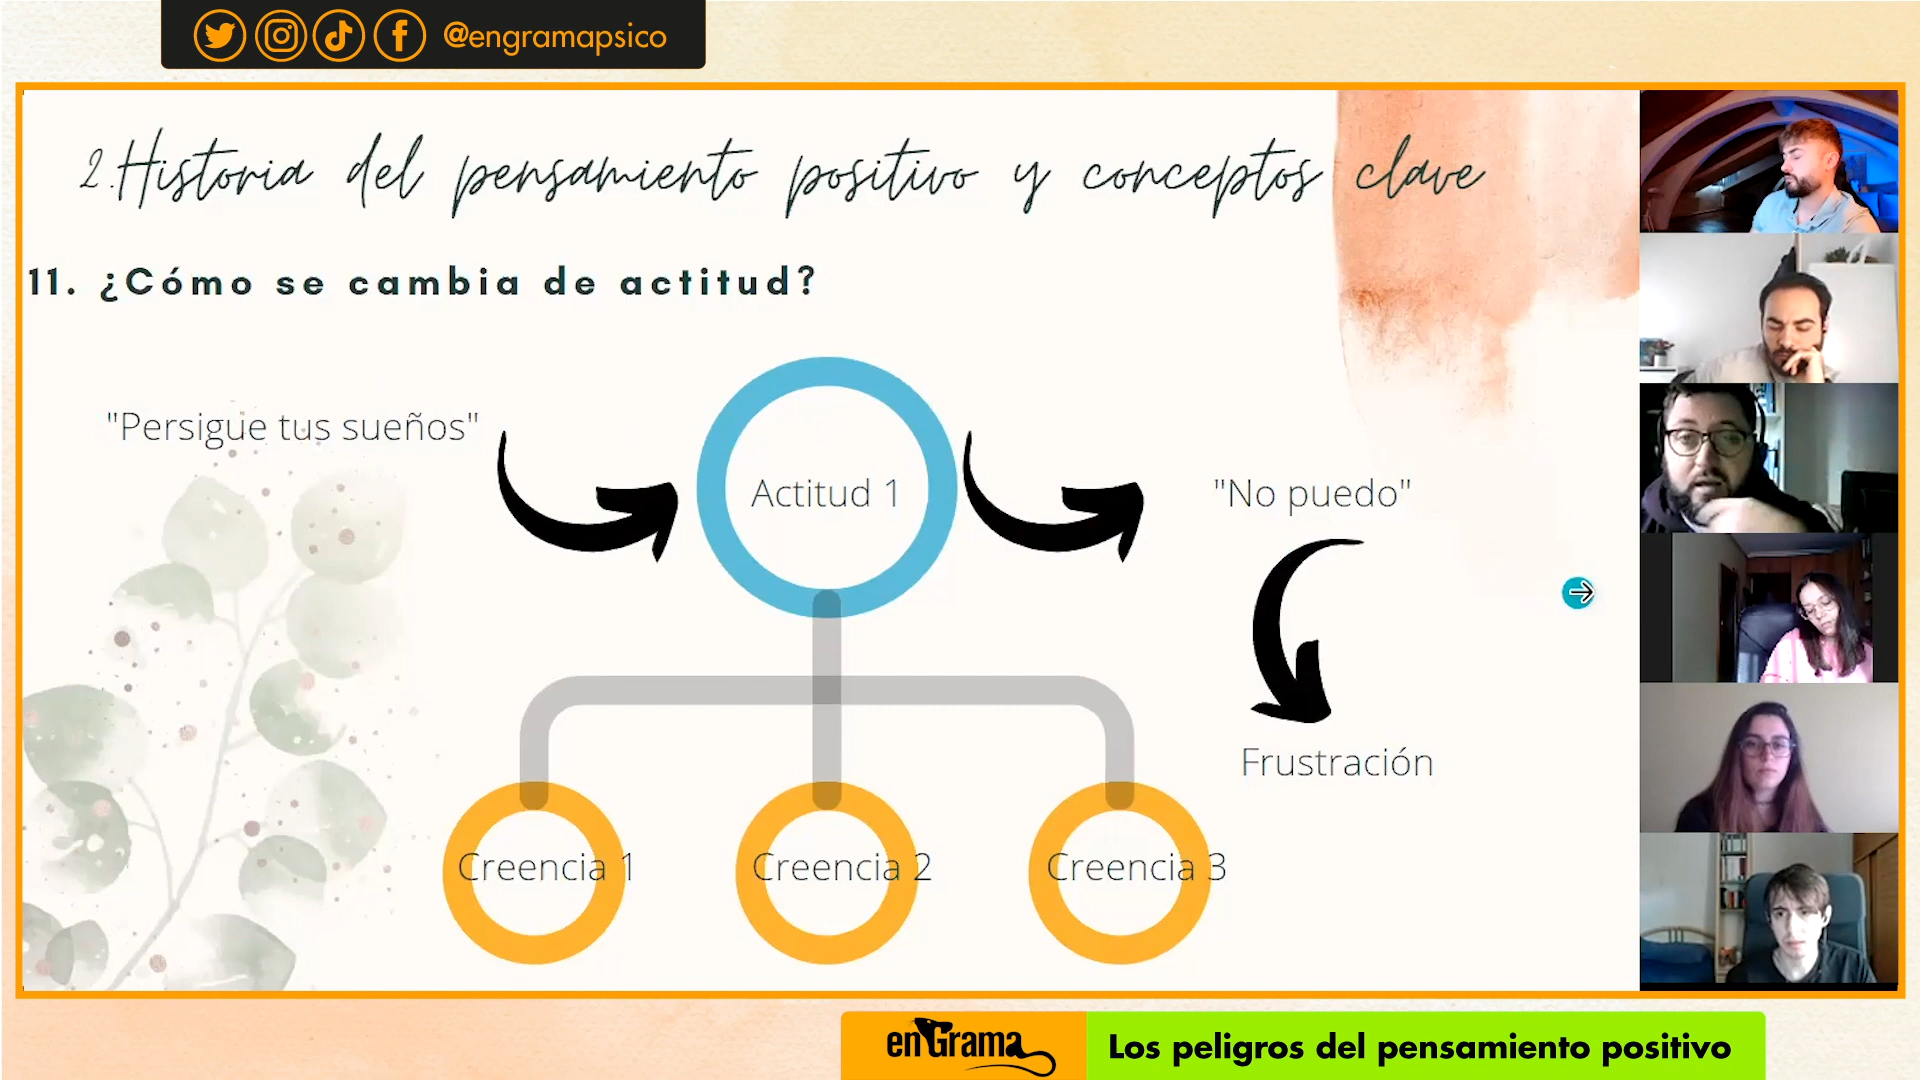 @engramapsico
2.Historia del pensamiento positivo y conceptos clave
11. ¿Cómo se cambia de actitud?
"Persigue tus sueños"
Actitud 1
"No puedo"
Frustración
Creencia 1
Creencia 2
Creencia 3
enGrama
Los peligros del pensamiento positivo